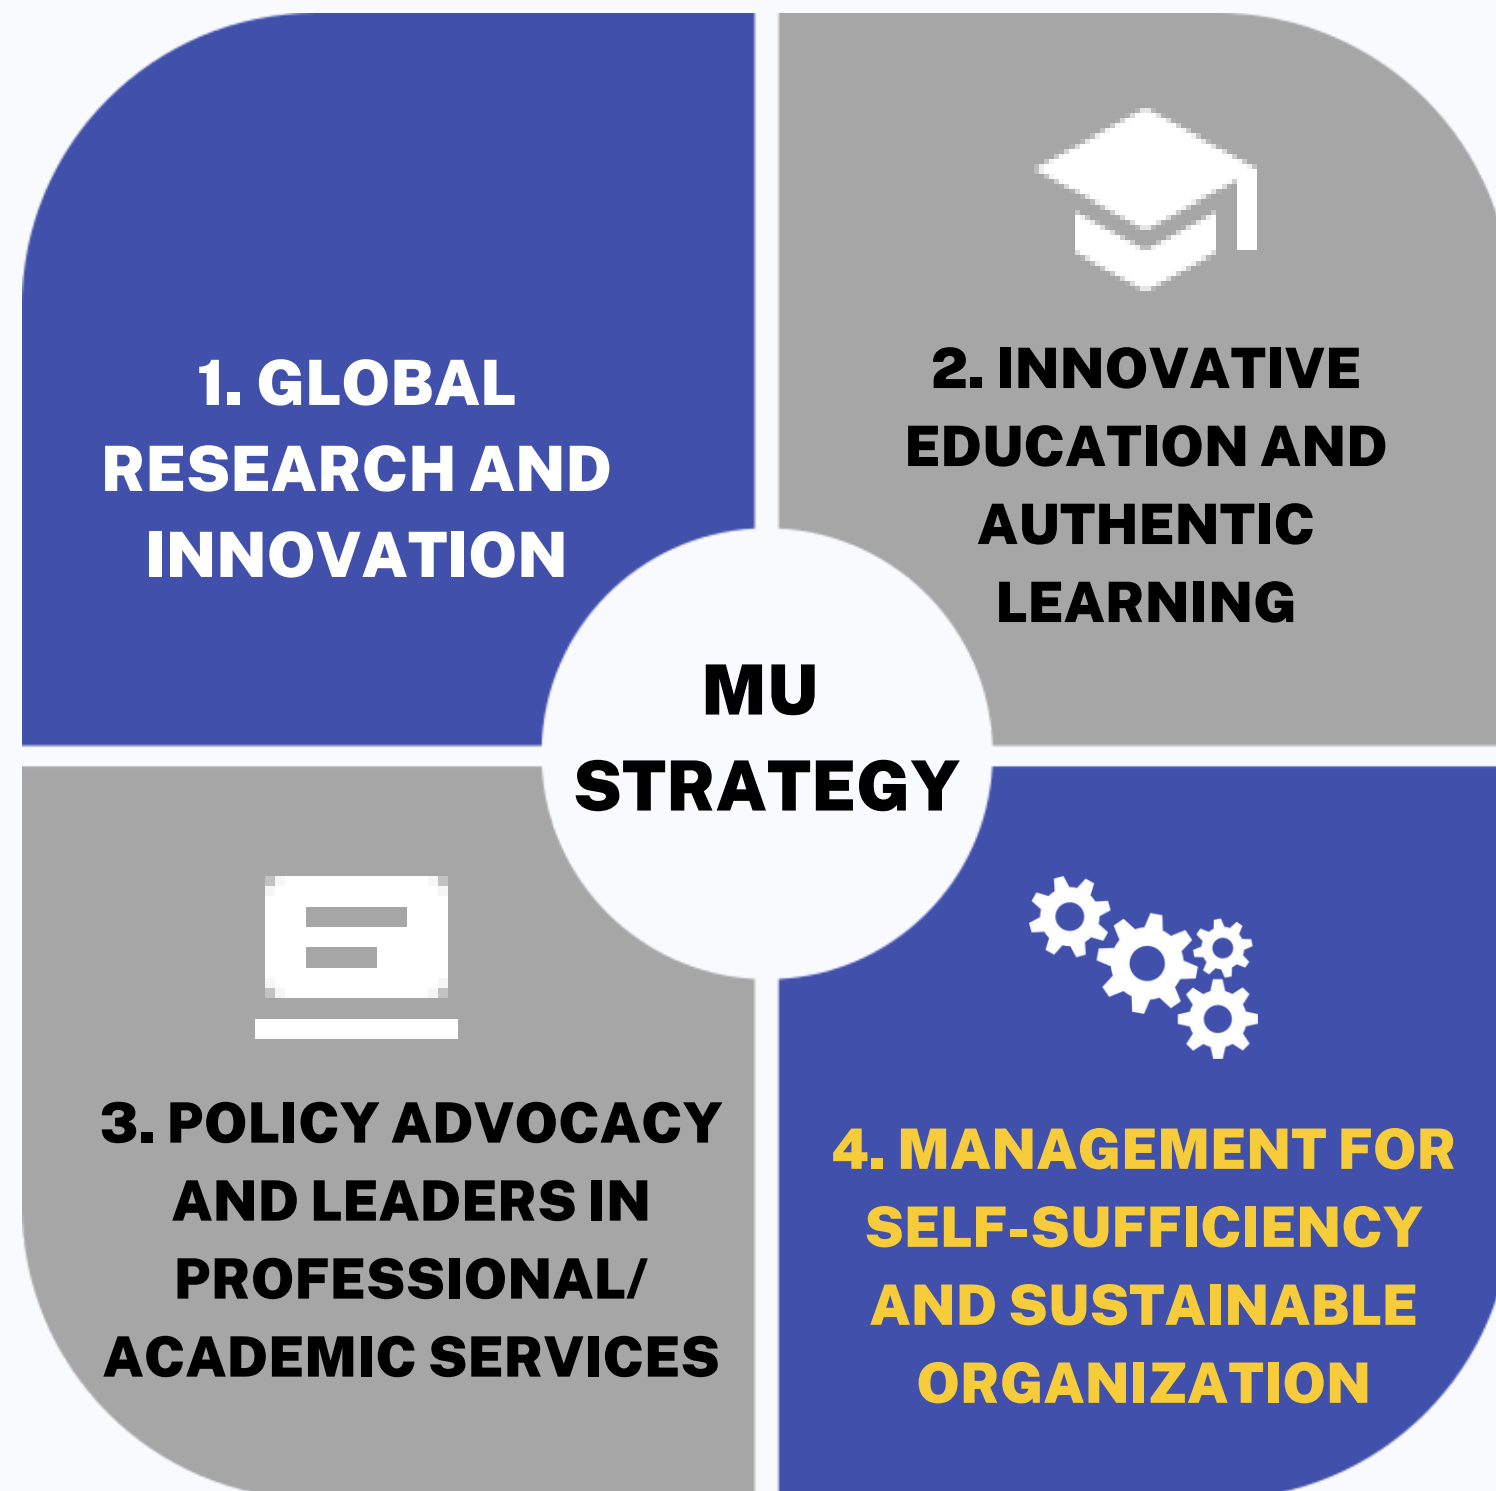 1. GLOBAL
RESEARCH AND
INNOVATION
2. INNOVATIVE
EDUCATION AND
AUTHENTIC
LEARNING
MU
STRATEGY
3. POLICY ADVOCACY
AND LEADERS IN
PROFESSIONAL/
ACADEMIC SERVICES
4. MANAGEMENT FOR
SELF-SUFFICIENCY
AND SUSTAINABLE
ORGANIZATION